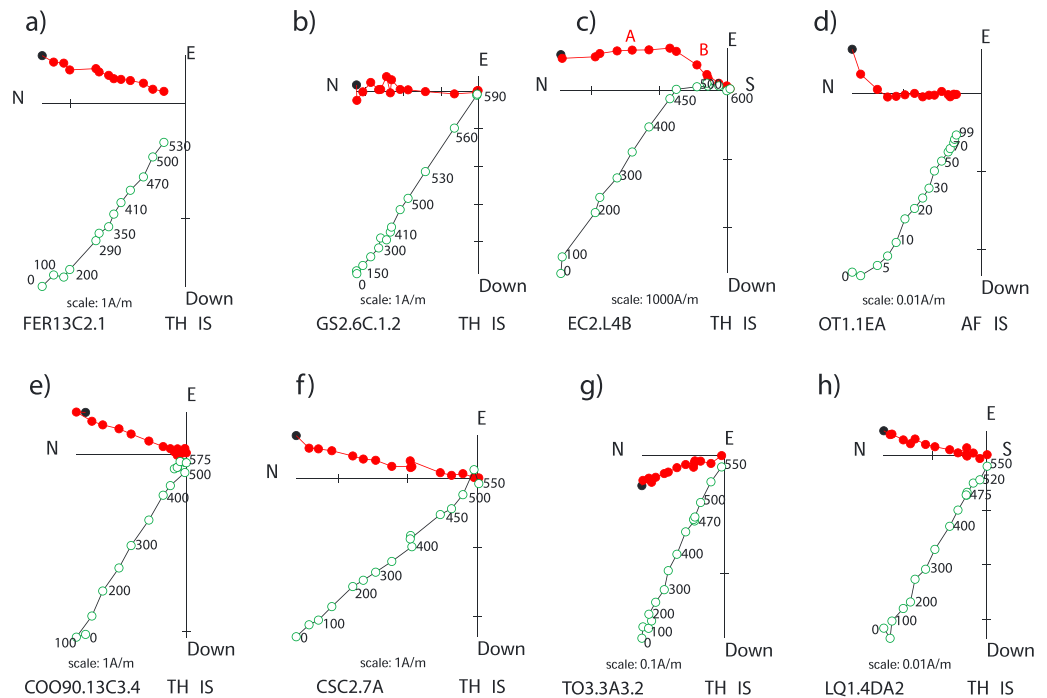 a)
E
N
0
100
200
290
350
410
470
500
530
scale: 1A/m
Down
FER13C2.1 TH IS
b)
E
N
590
560
530
500
410
300
150
0
scale: 1A/m
Down
GS2.6C.1.2 TH IS
c)
A
B
E
N
S
500
600
450
400
300
200
100
0
scale: 1000A/m
Down
EC2.L4B TH IS
d)
E
N
99
70
50
30
20
10
5
0
scale: 0.01A/m
Down
OT1.1EA AF IS
e)
E
N
575
500
400
300
200
100
0
scale: 1A/m
Down
COO90.13C3.4 TH IS
f)
E
N
550
500
450
400
300
200
100
0
scale: 1A/m
Down
CSC2.7A TH IS
g)
E
N
550
500
470
400
300
200
100
0
scale: 0.1A/m
Down
TO3.3A3.2 TH IS
h)
E
N
S
550
520
475
400
300
200
100
0
scale: 0.01A/m
Down
LQ1.4DA2 TH IS